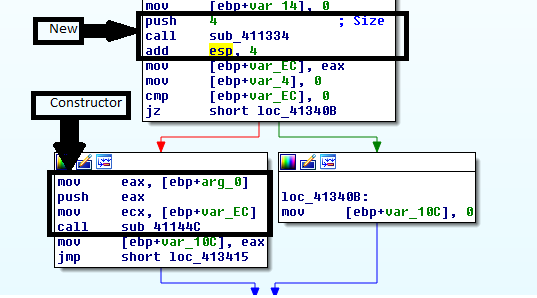 mov [ebp+var_14], 0
push 4 ; Size
call sub_411334
add esp, 4
mov [ebp+var_EC], eax
mov [ebp+var_4], 0
cmp [ebp+var_EC], 0
jz short loc_41340B
New
Constructor
mov eax, [ebp+arg_0]
push eax
mov ecx, [ebp+var_EC]
call sub_41144C
mov [ebp+var_10C], eax
jmp short loc_413415
loc_41340B:
mov [ebp+var_10C], 0